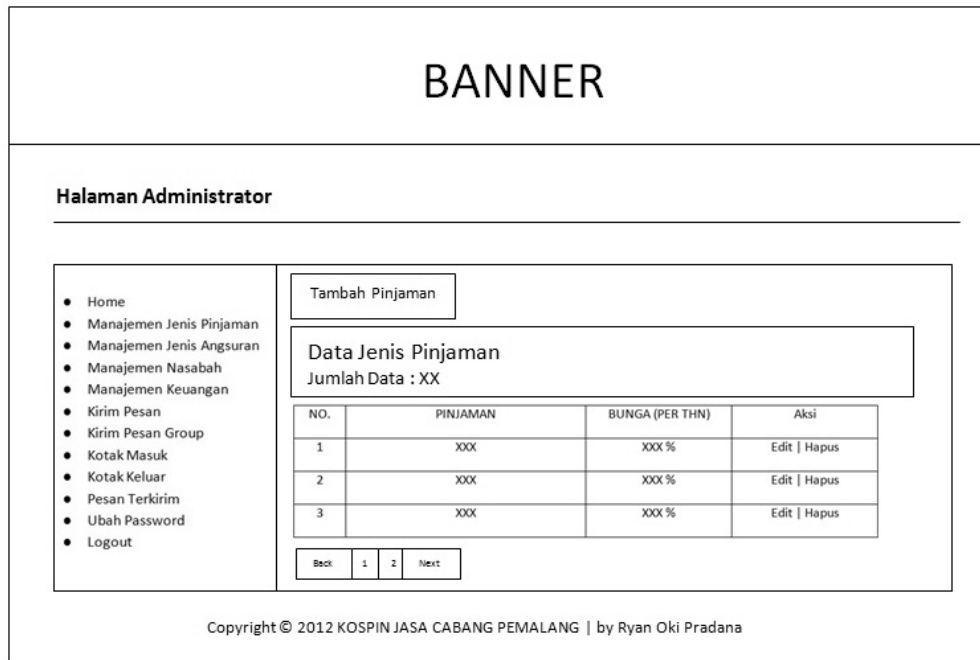 BANNER
Halaman Administrator
Home
Manajemen Jenis Pinjaman
Manajemen Jenis Angsuran
Manajemen Nasabah
Manajemen Keuangan
Kirim Pesan
Kirim Pesan Group
Kotak Masuk
Kotak Keluar
Pesan Terkirim
Ubah Password
Logout
Tambah Pinjaman
Data Jenis Pinjaman
Jumlah Data : XX
NO. PINJAMAN BUNGA (PER THN) Aksi
1 XXX XXX % Edit | Hapus
2 XXX XXX % Edit | Hapus
3 XXX XXX % Edit | Hapus
Back 1 2 Next
Copyright © 2012 KOSPIN JASA CABANG PEMALANG | by Ryan Oki Pradana